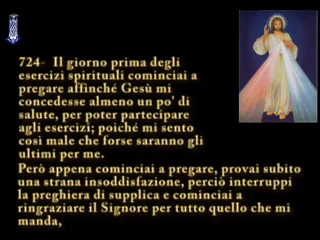 724- Il giorno prima degli
esercizi spirituali cominciai a
pregare affinché Gesù mi
concedesse almeno un po' di
salute, per poter partecipare
agli esercizi; poiché mi sento
così male che forse saranno gli
ultimi per me.
Però appena cominciai a pregare, provai subito
una strana insoddisfazione, perciò interruppi
la preghiera di supplica e cominciai a
ringraziare il Signore per tutto quello che mi
manda,